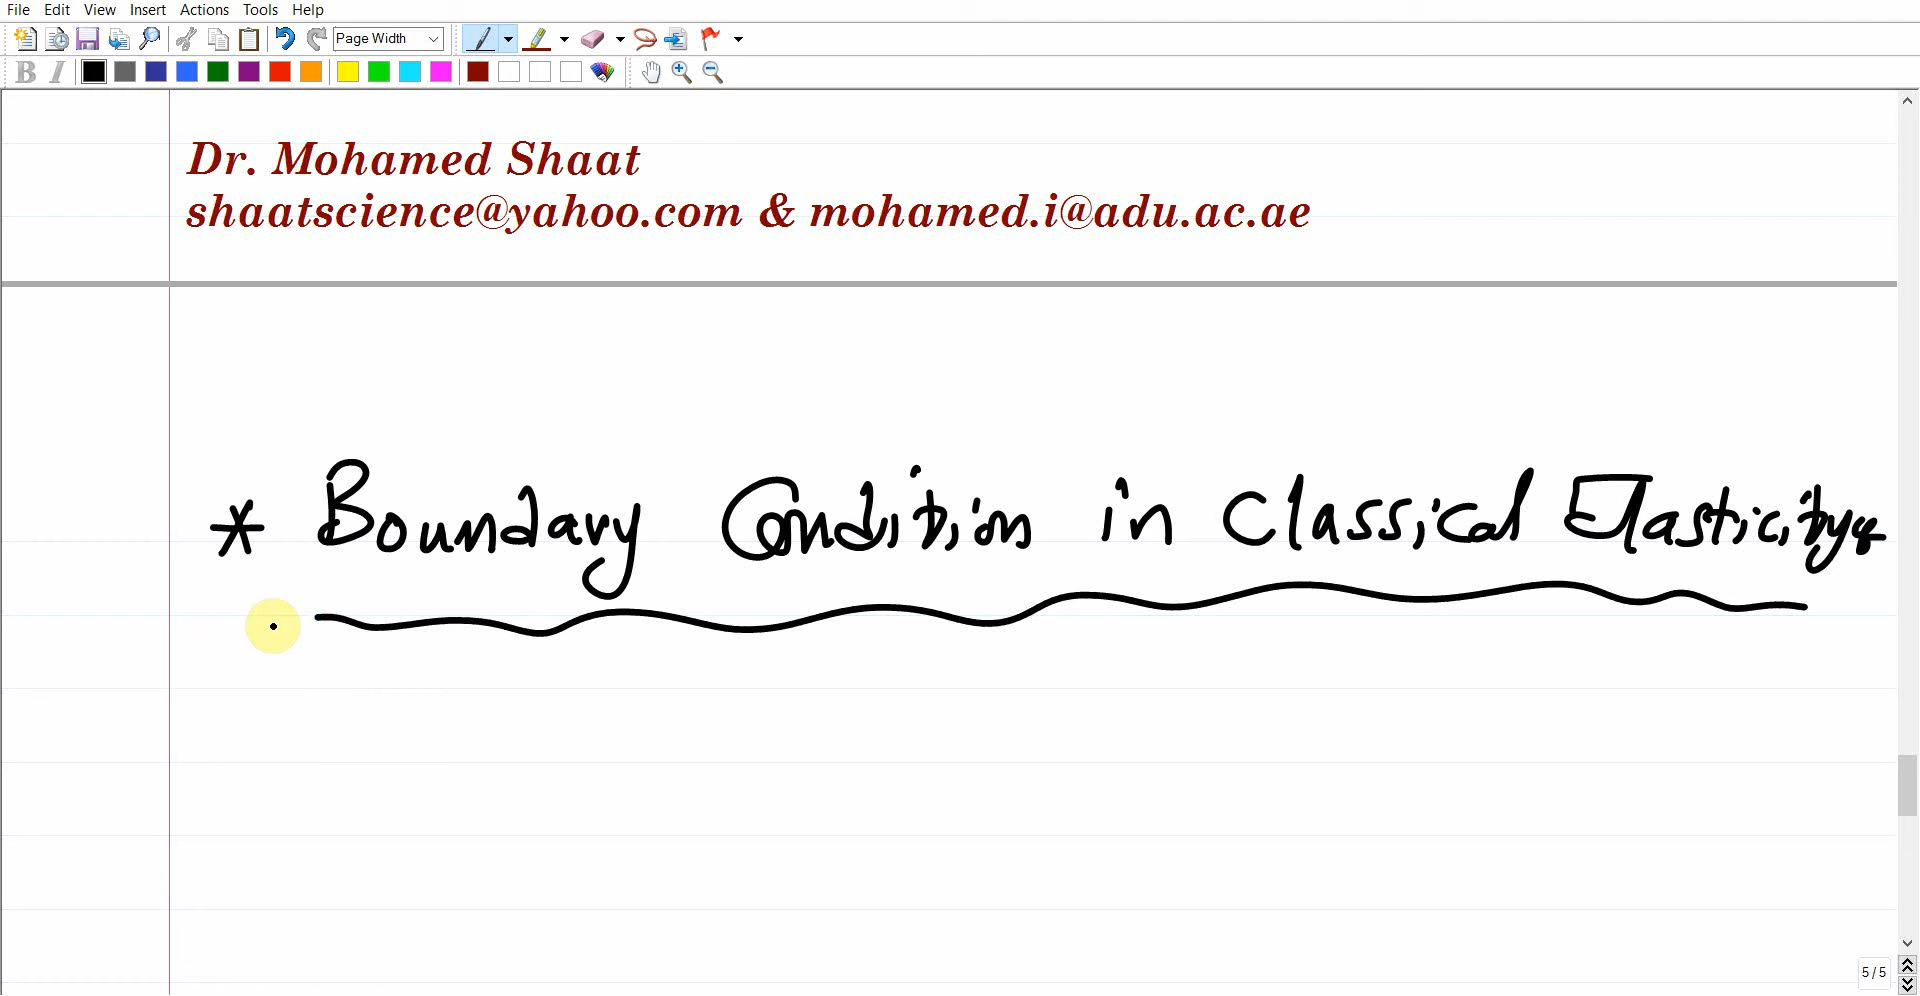 File Edit View Insert Actions Tools Help
Page Width
B I
Dr. Mohamed Shaat
shaatscience@yahoo.com & mohamed.i@adu.ac.ae
* Boundary Condition in Classical Elasticity
5/5